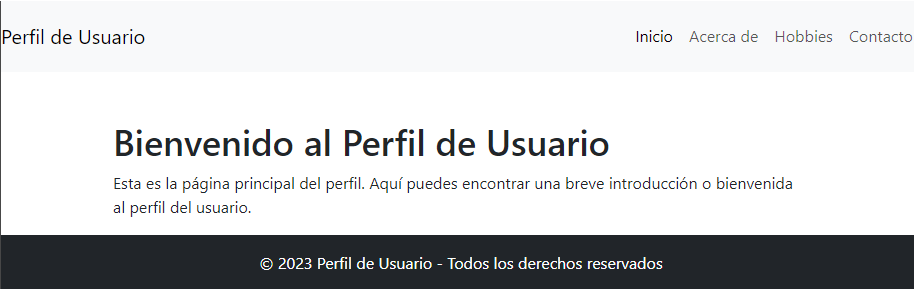 Perfil de Usuario
Inicio Acerca de Hobbies Contacto
Bienvenido al Perfil de Usuario
Esta es la página principal del perfil. Aquí puedes encontrar una breve introducción o bienvenida
al perfil del usuario.
© 2023 Perfil de Usuario - Todos los derechos reservados